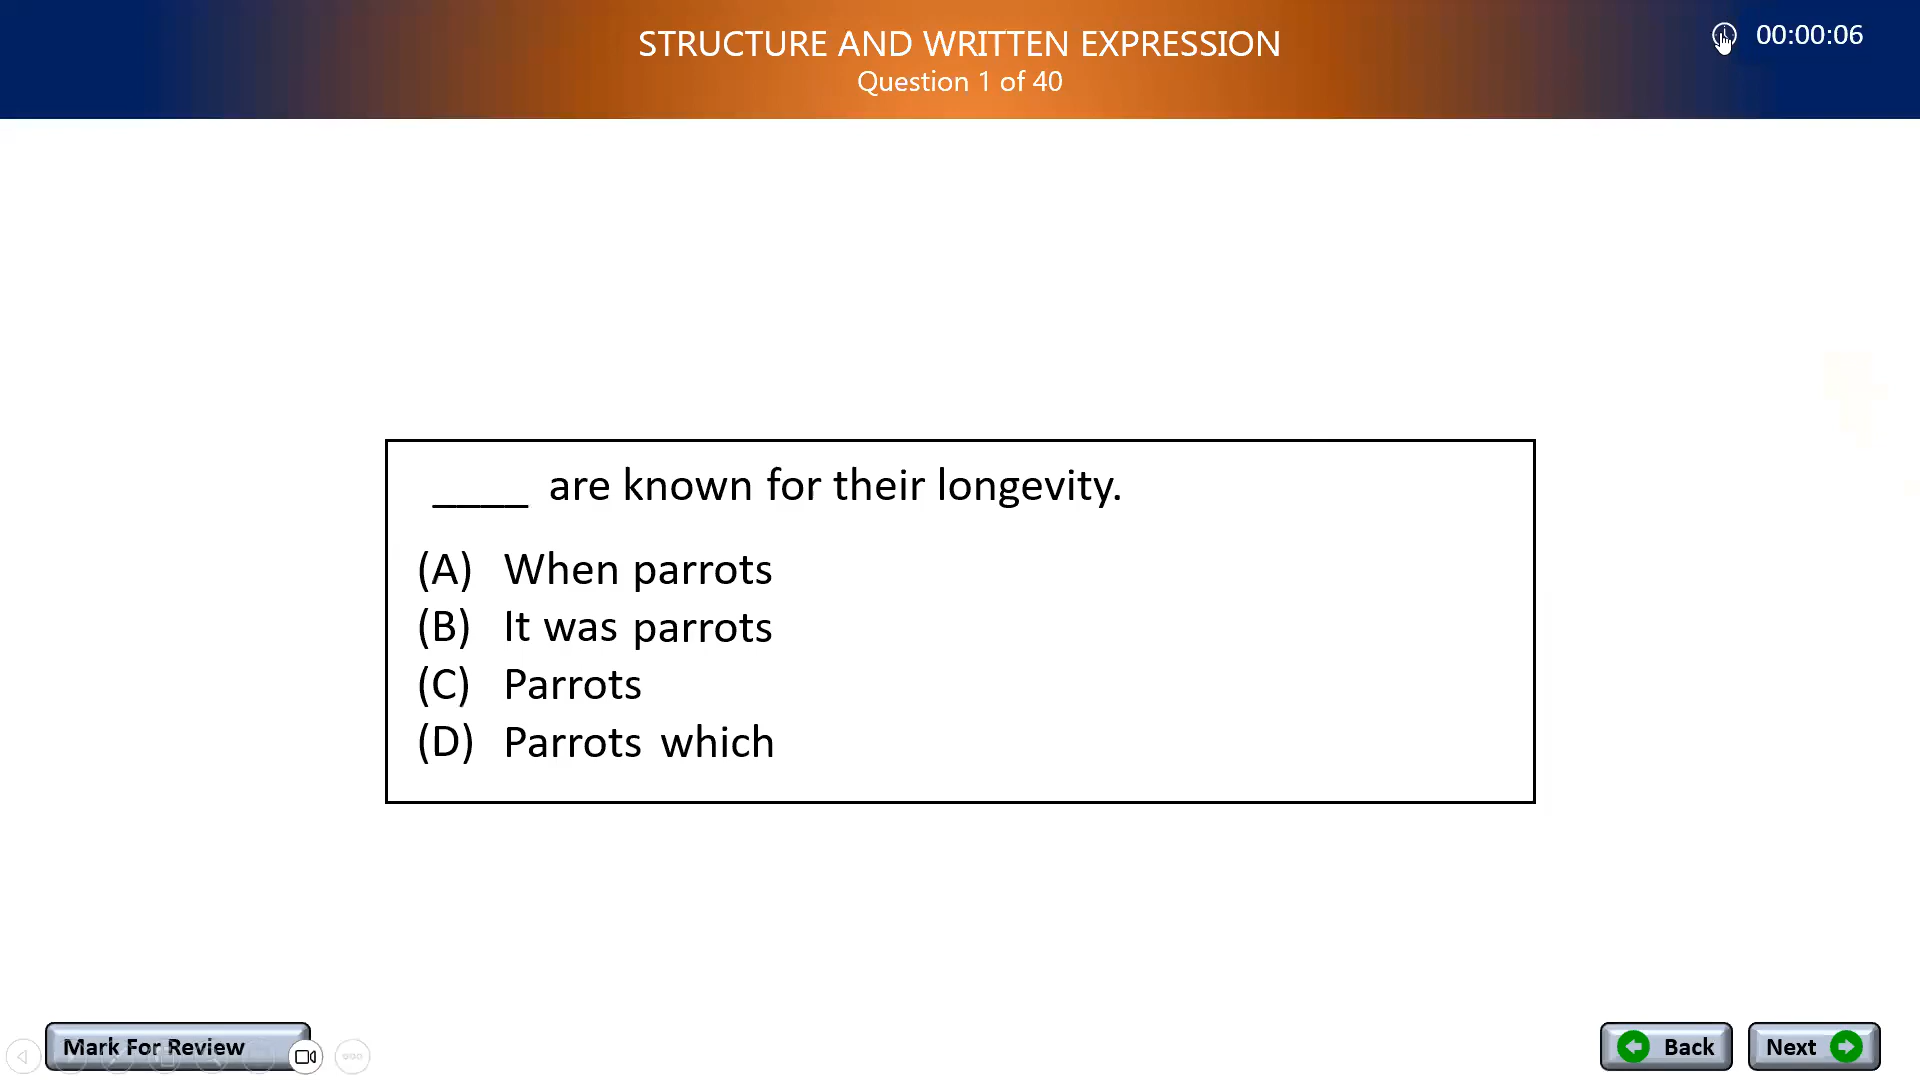 STRUCTURE AND WRITTEN EXPRESSION
00:00:06
Question 1 of 40
____ are known for their longevity.
(A) When parrots
(B) It was parrots
(C) Parrots
(D) Parrots which
Mark For Review
Back
Next